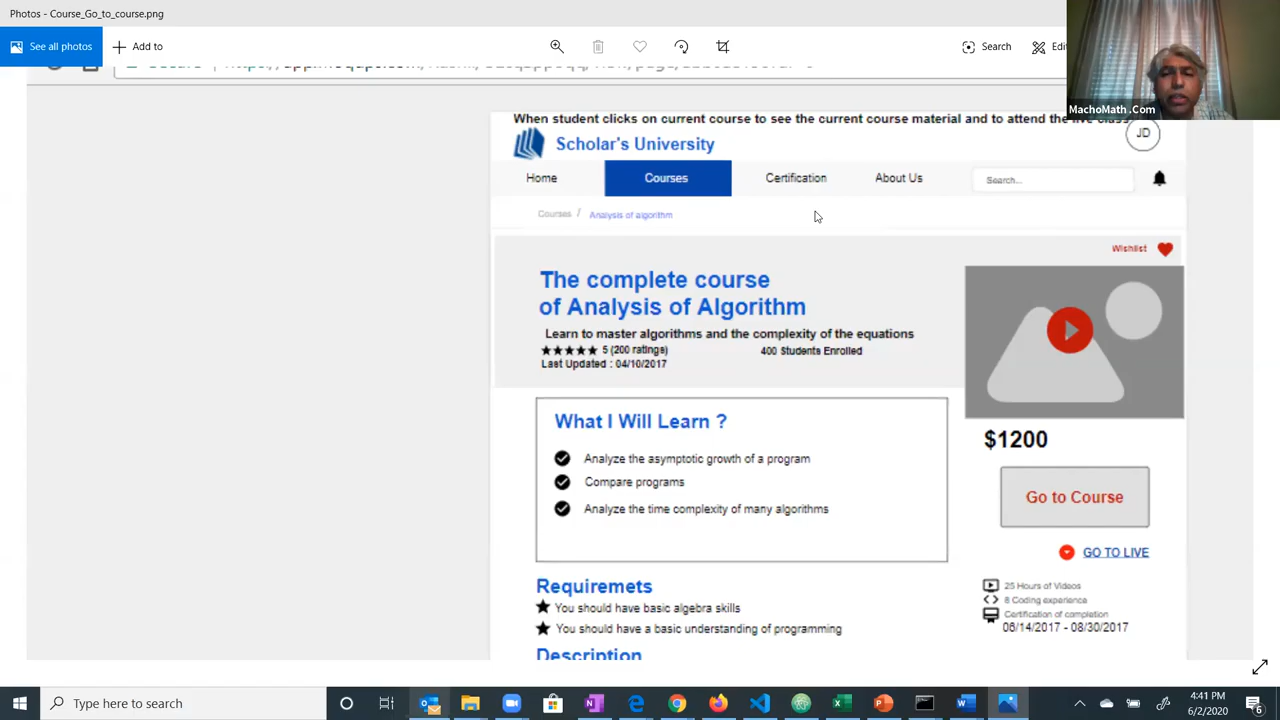 Photos - Course_Go_to_course.png
See all photos
Add to
Search
MachoMath .Com
When student clicks on current course to see the current course material and to attend the live class
Scholar's University
JD
Home
Courses
Certification
About Us
Search...
Courses / Analysis of algorithm
Wishlist
The complete course
of Analysis of Algorithm
Learn to master algorithms and the complexity of the equations
5 (200 ratings)
400 Students Enrolled
Last Updated : 04/10/2017
What I Will Learn ?
Analyze the asymptotic growth of a program
Compare programs
Analyze the time complexity of many algorithms
$1200
Go to Course
GO TO LIVE
25 Hours of Videos
8 Coding experience
Certification of completion
06/14/2017 - 08/30/2017
Requiremets
You should have basic algebra skills
You should have a basic understanding of programming
Description
Type here to search
4:41 PM
6/2/2020
6